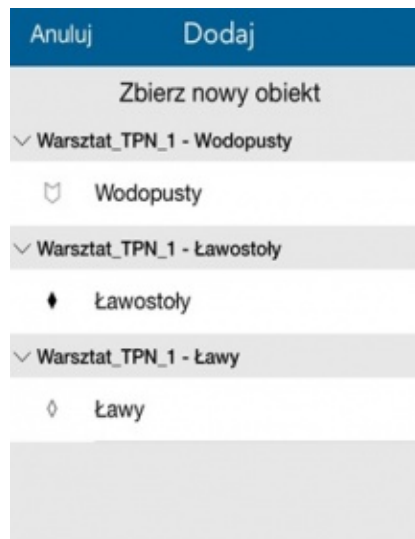 Anuluj Dodaj
Zbierz nowy obiekt
Warsztat_TPN_1 - Wodopusty
Wodopusty
Warsztat_TPN_1 - Ławostoły
Ławostoły
Warsztat_TPN_1 - Ławy
Ławy